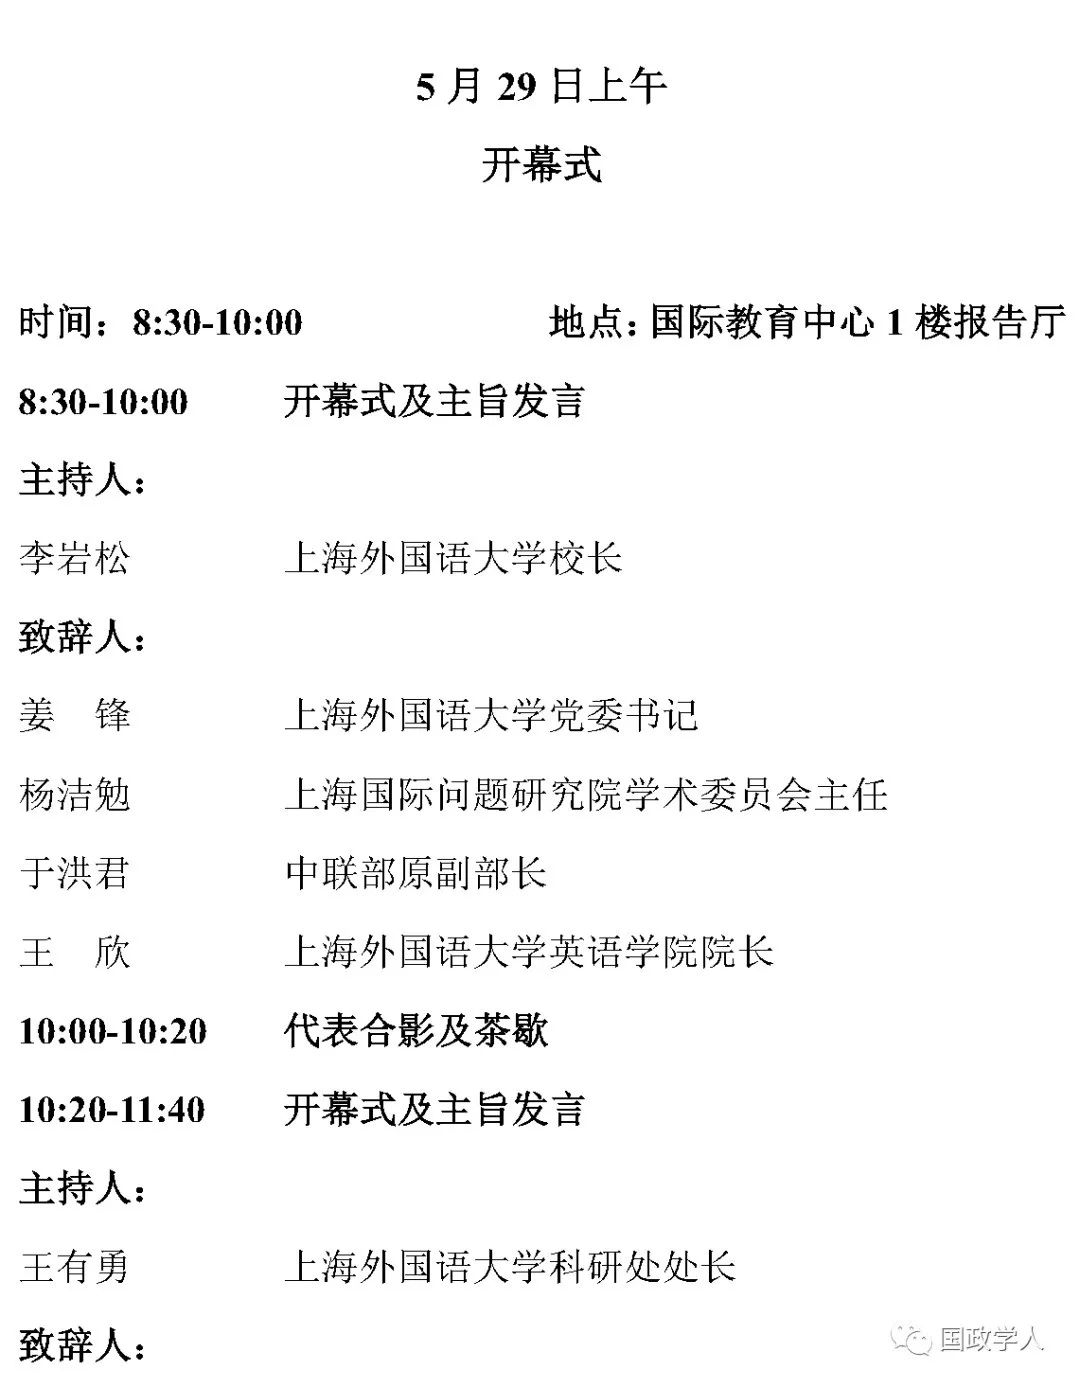 5 月 29 日上午
开幕式
时间：8:30-10:00 地点：国际教育中心 1 楼报告厅
8:30-10:00 开幕式及主旨发言
主持人：
李岩松 上海外国语大学校长
致辞人：
姜 锋 上海外国语大学党委书记
杨洁勉 上海国际问题研究院学术委员会主任
于洪君 中联部原副部长
王 欣 上海外国语大学英语学院院长
10:00-10:20 代表合影及茶歇
10:20-11:40 开幕式及主旨发言
主持人：
王有勇 上海外国语大学科研处处长
致辞人：
国政学人